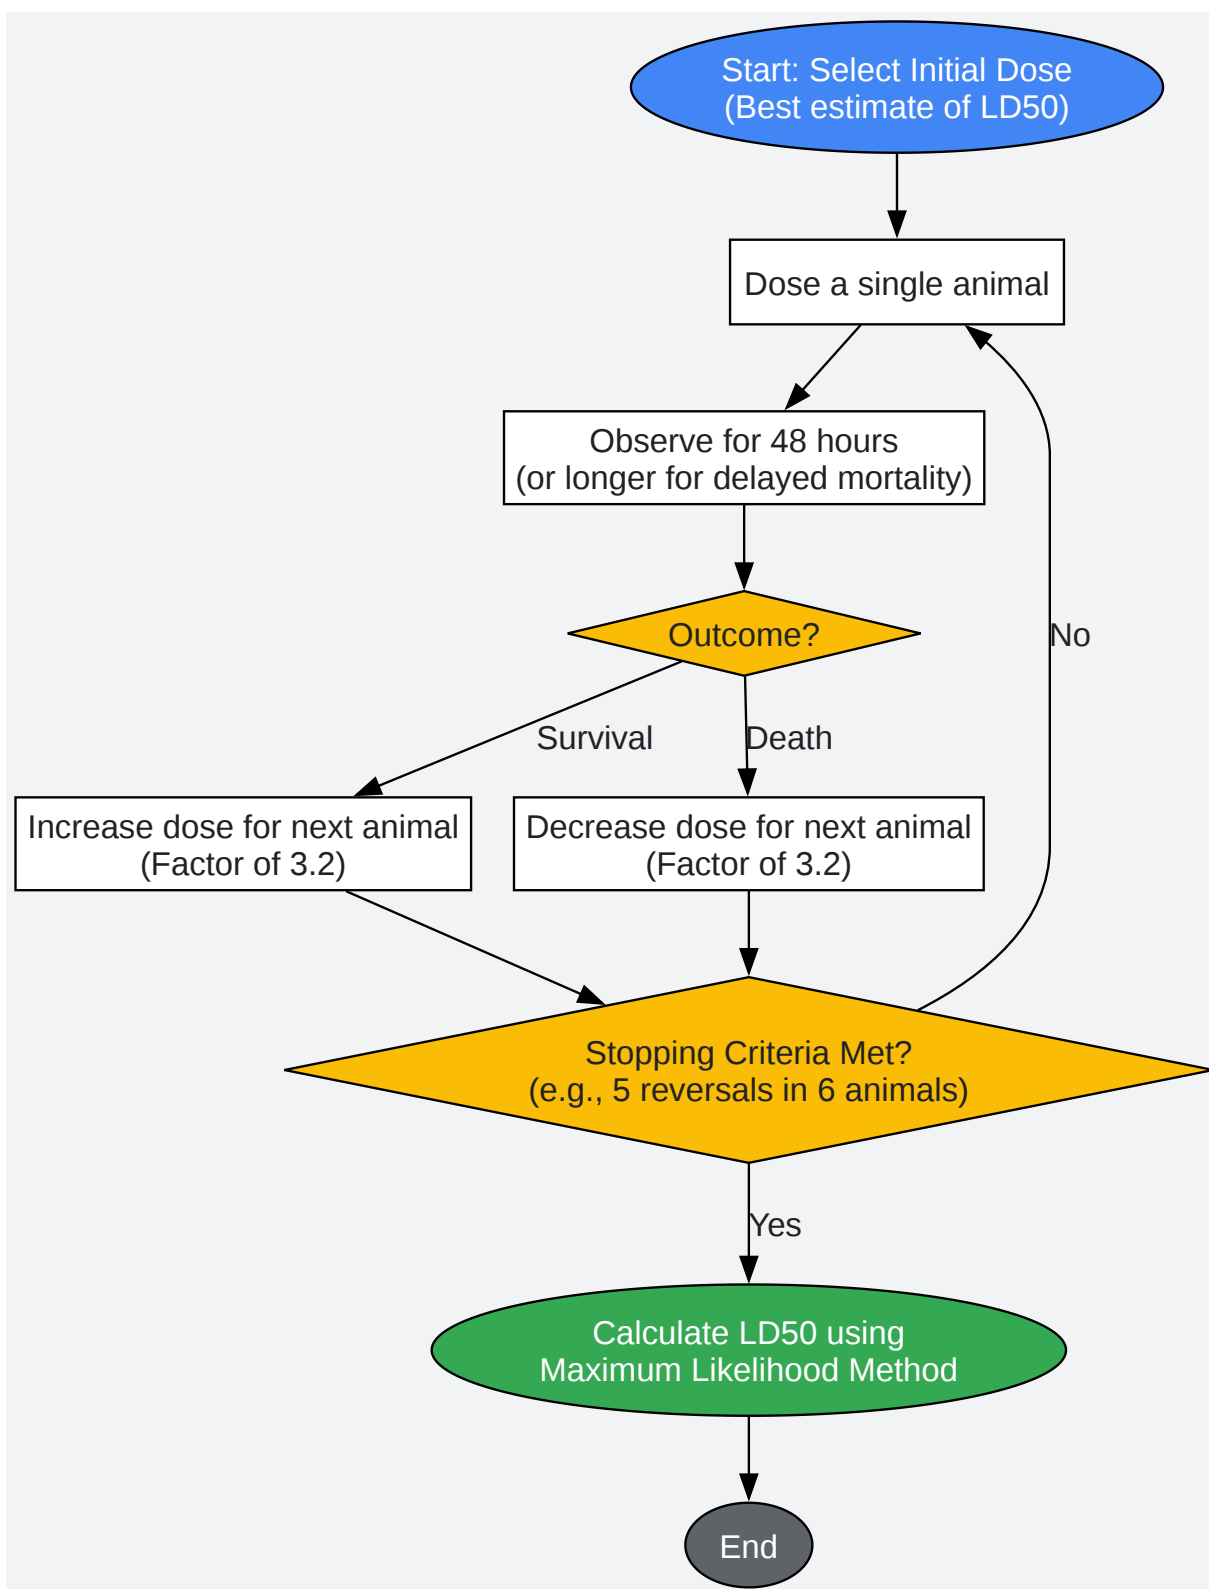 Start: Select Initial Dose
(Best estimate of LD50)
Dose a single animal
Observe for 48 hours
(or longer for delayed mortality)
Outcome?
No
Survival
Death
Increase dose for next animal
(Factor of 3.2)
Decrease dose for next animal
(Factor of 3.2)
Stopping Criteria Met?
(e.g., 5 reversals in 6 animals)
Yes
Calculate LD50 using
Maximum Likelihood Method
End